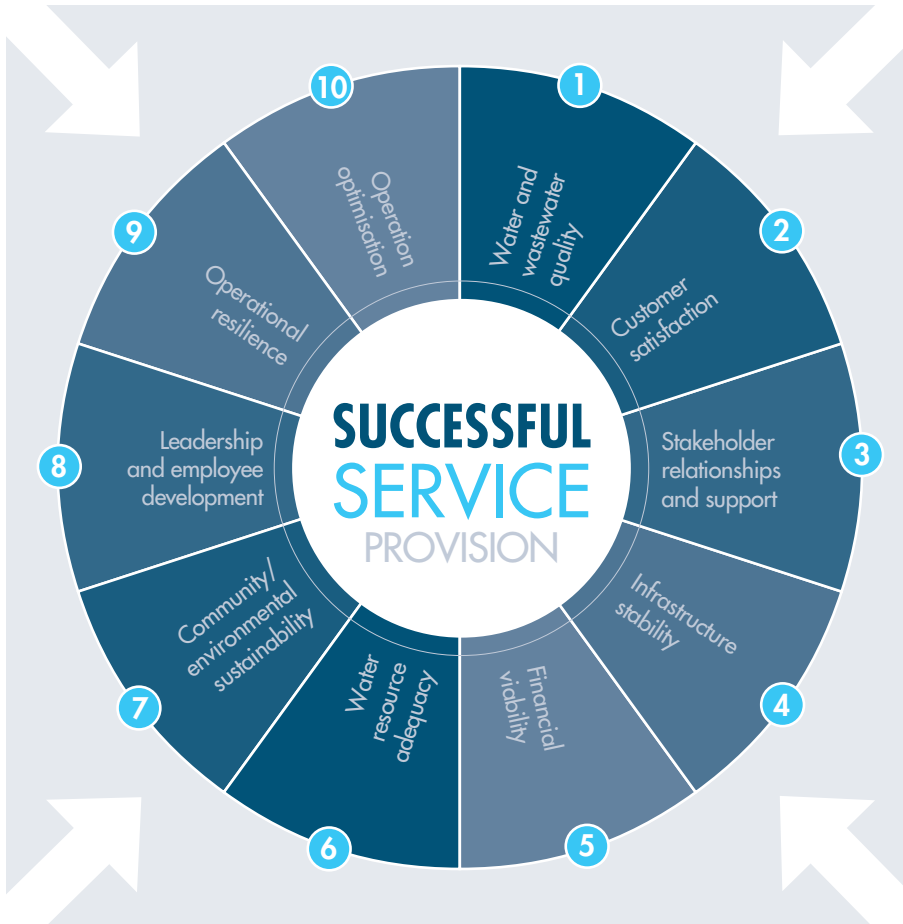 1
Water and
wastewater
quality
2
Customer
satisfaction
3
Stakeholder
relationships
and support
4
Infrastructure
stability
5
Financial
viability
6
Water
resource
adequacy
7
Community/
environmental
sustainability
8
Leadership
and employee
development
9
Operational
resilience
10
Operation
optimisation
SUCCESSFUL
SERVICE
PROVISION